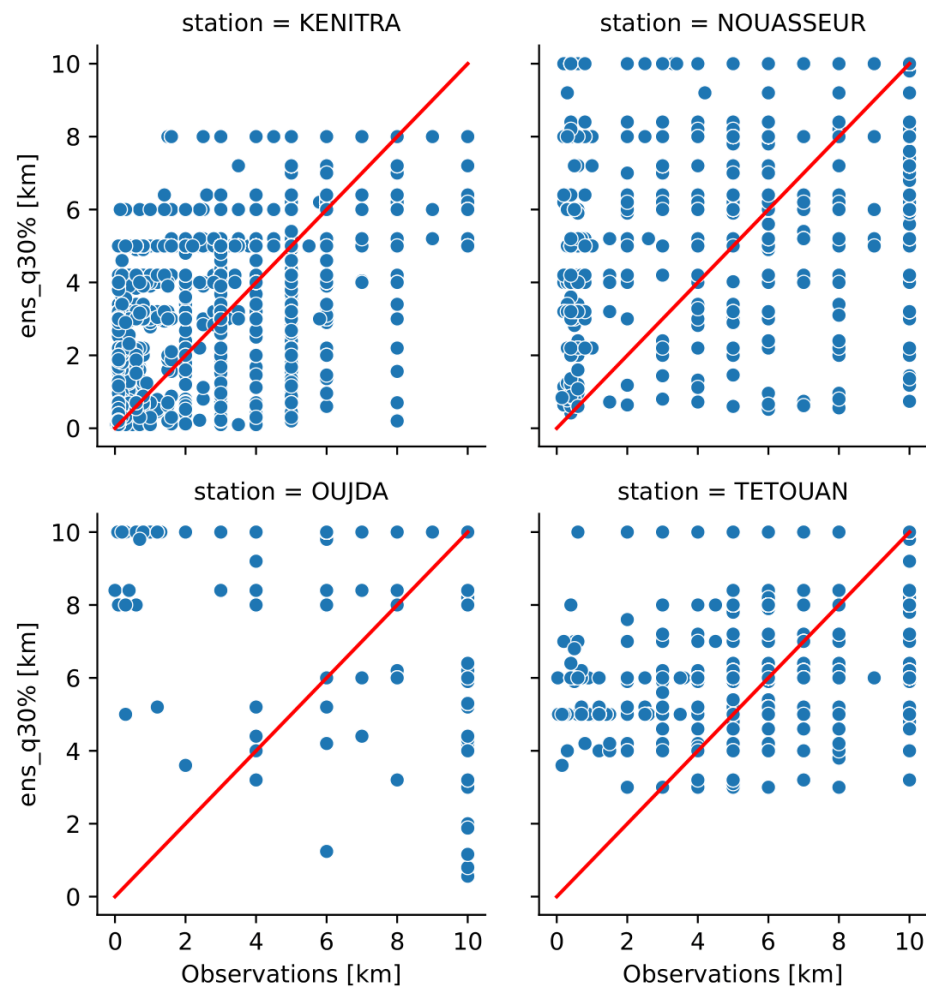 station = KENITRA
station = NOUASSEUR
10
8
6
4
2
0
ens_q30% [km]
station = OUJDA
station = TETOUAN
10
8
6
4
2
0
ens_q30% [km]
0 2 4 6 8 10
0 2 4 6 8 10
Observations [km]
Observations [km]